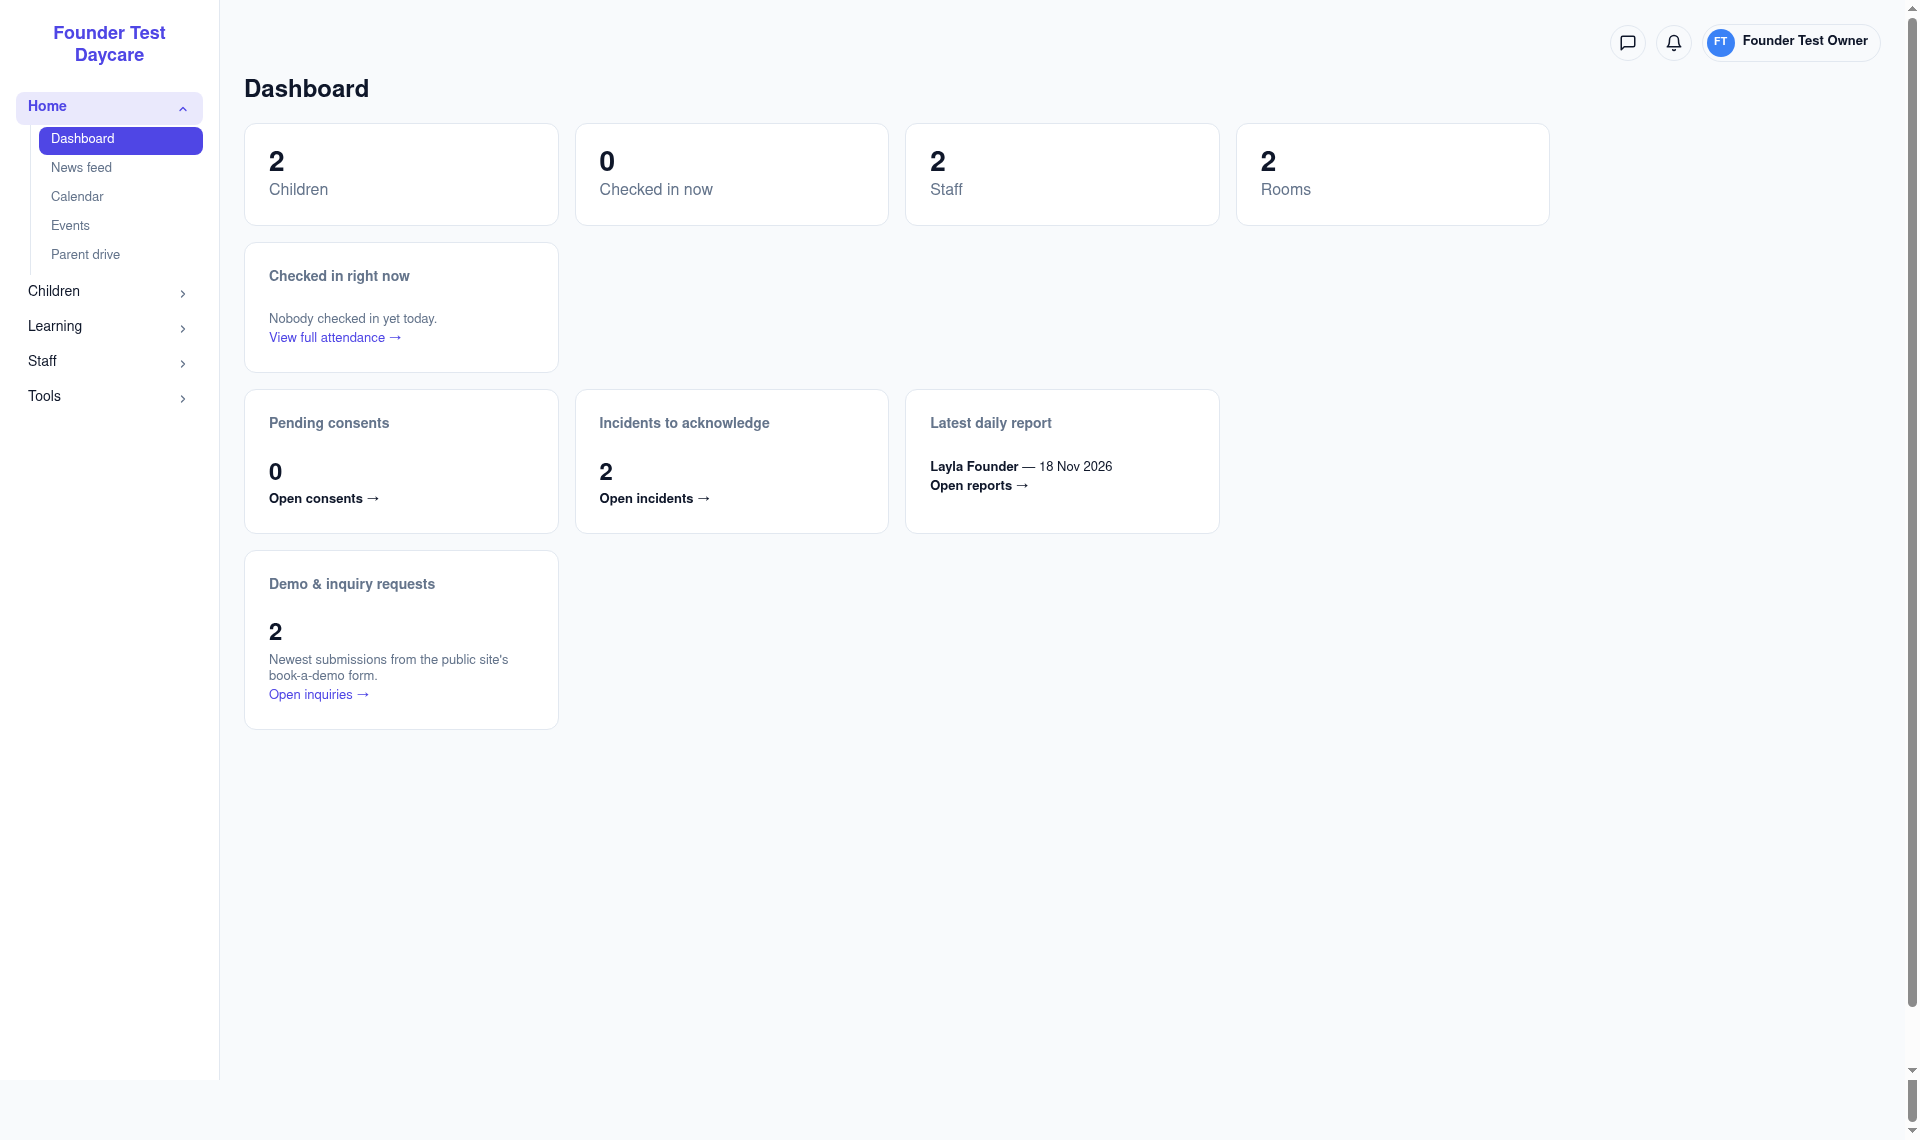 Founder Test
Daycare
Home
Dashboard
News feed
Calendar
Events
Parent drive
Children
Learning
Staff
Tools
FT
Founder Test Owner
Dashboard
2
Children
0
Checked in now
2
Staff
2
Rooms
Checked in right now
Nobody checked in yet today.
View full attendance →
Pending consents
0
Open consents →
Incidents to acknowledge
2
Open incidents →
Latest daily report
Layla Founder — 18 Nov 2026
Open reports →
Demo & inquiry requests
2
Newest submissions from the public site's
book-a-demo form.
Open inquiries →